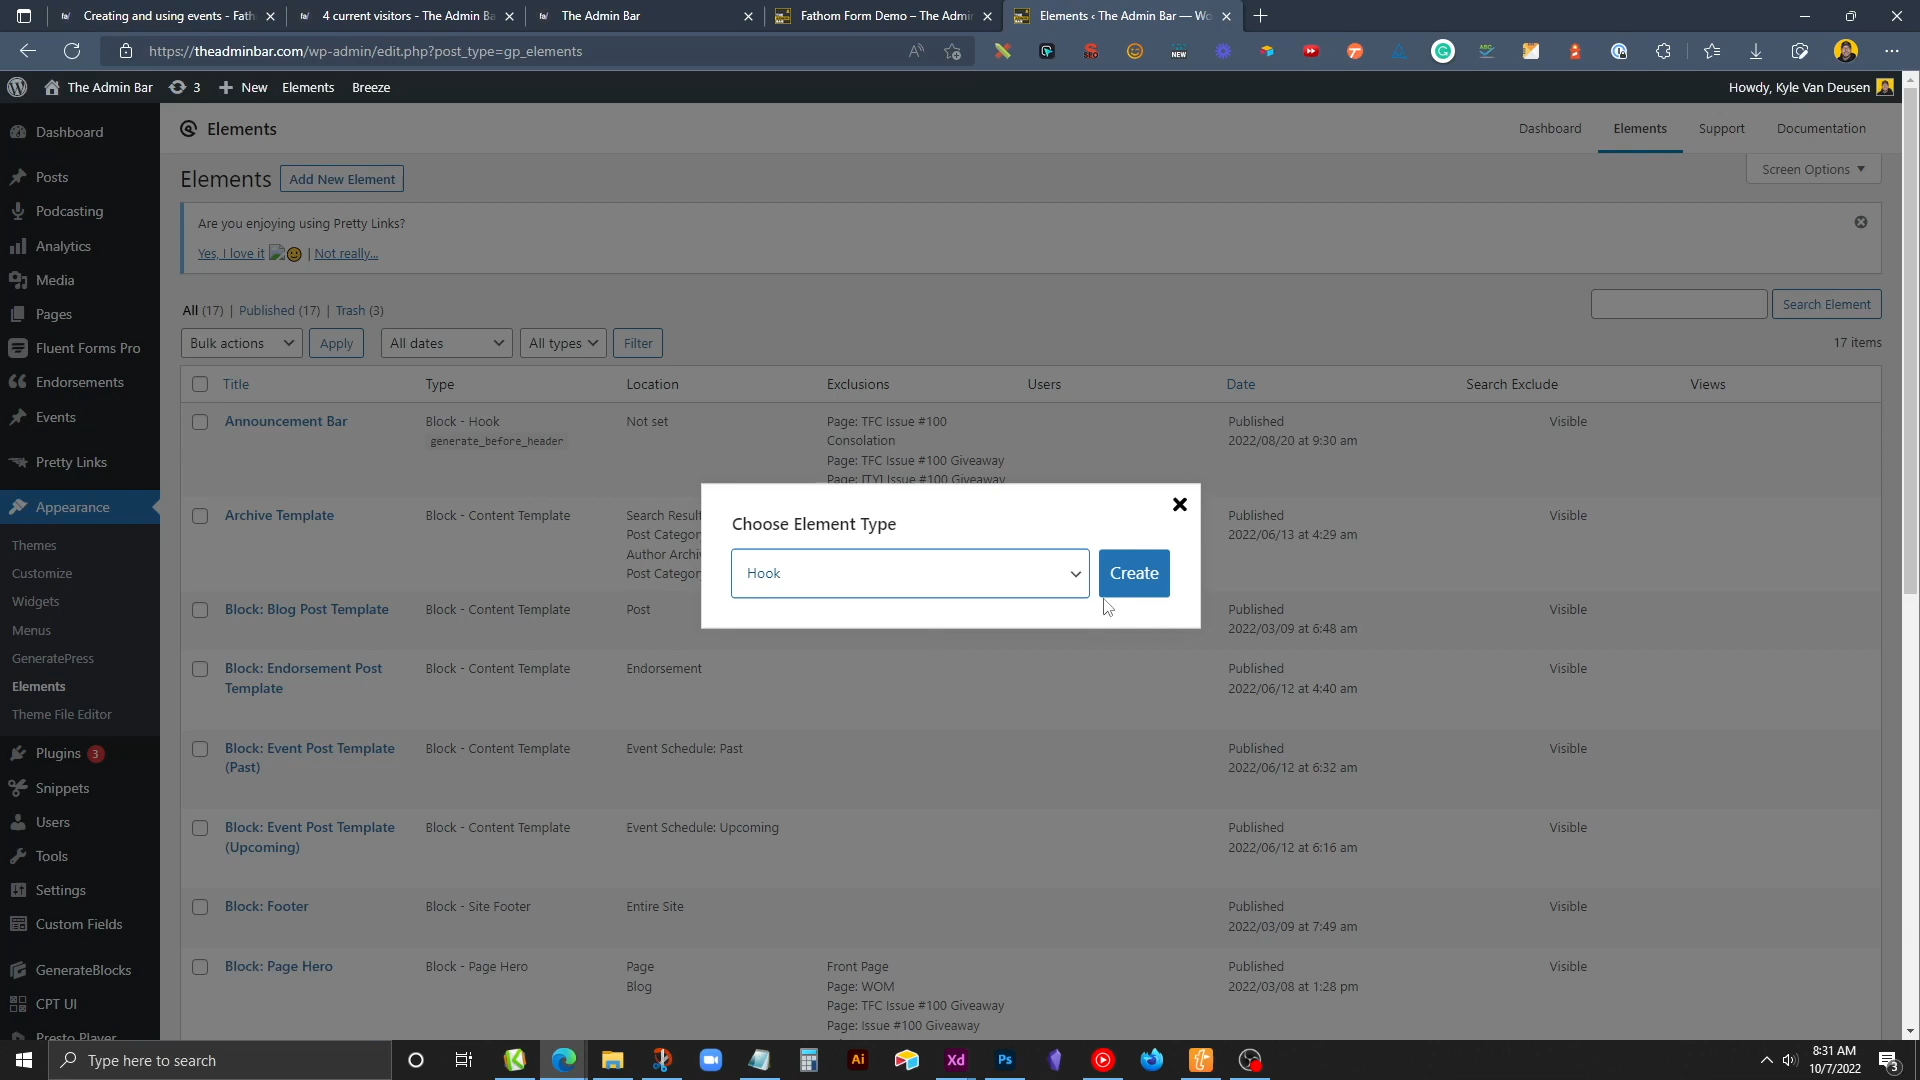 Creating and using events - Fath
4 current visitors - The Admin Ba
The Admin Bar
Fathom Form Demo – The Admin
Elements ‹ The Admin Bar — Wo
https://theadminbar.com/wp-admin/edit.php?post_type=gp_elements
The Admin Bar
3
New
Elements
Breeze
Howdy, Kyle Van Deusen
Dashboard
Posts
Podcasting
Analytics
Media
Pages
Fluent Forms Pro
Endorsements
Events
Pretty Links
Appearance
Themes
Customize
Widgets
Menus
GeneratePress
Elements
Theme File Editor
Plugins 3
Snippets
Users
Tools
Settings
Custom Fields
GenerateBlocks
CPT UI
Presto Player
Elements
Dashboard
Elements
Support
Documentation
Elements
Add New Element
Screen Options
Are you enjoying using Pretty Links?
Yes, I love it | Not really...
All (17) | Published (17) | Trash (3)
Search Element
Bulk actions
Apply
All dates
All types
Filter
17 items
Title Type Location Exclusions Users Date Search Exclude Views
Announcement Bar
Block - Hook
generate_before_header
Not set
Page: TFC Issue #100
Consolation
Page: TFC Issue #100 Giveaway
Page: [TY] Issue #100 Giveaway
Published
2022/08/20 at 9:30 am
Visible
Archive Template
Block - Content Template
Search Result
Post Categor
Author Archi
Post Categor
Published
2022/06/13 at 4:29 am
Visible
Choose Element Type
Hook
Create
Block: Blog Post Template
Block - Content Template
Post
Published
2022/03/09 at 6:48 am
Visible
Block: Endorsement Post
Template
Block - Content Template
Endorsement
Published
2022/06/12 at 4:40 am
Visible
Block: Event Post Template
(Past)
Block - Content Template
Event Schedule: Past
Published
2022/06/12 at 6:32 am
Visible
Block: Event Post Template
(Upcoming)
Block - Content Template
Event Schedule: Upcoming
Published
2022/06/12 at 6:16 am
Visible
Block: Footer
Block - Site Footer
Entire Site
Published
2022/03/09 at 7:49 am
Visible
Block: Page Hero
Block - Page Hero
Page
Blog
Front Page
Page: WOM
Page: TFC Issue #100 Giveaway
Page: Issue #100 Giveaway
Published
2022/03/08 at 1:28 pm
Visible
Type here to search
Ai
Xd
Ps
8:31 AM
10/7/2022
3